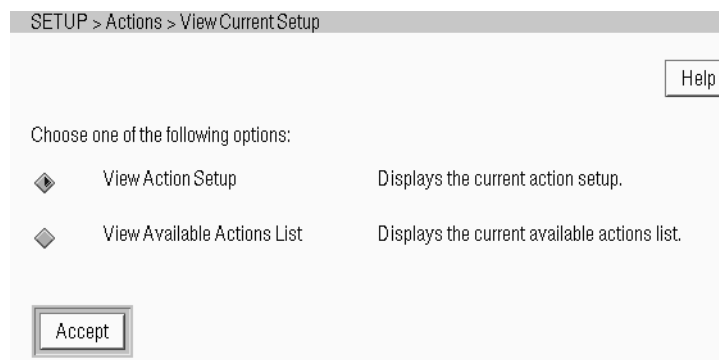 SETUP > Actions > View Current Setup
Help
Choose one of the following options:
View Action Setup Displays the current action setup.
View Available Actions List Displays the current available actions list.
Accept